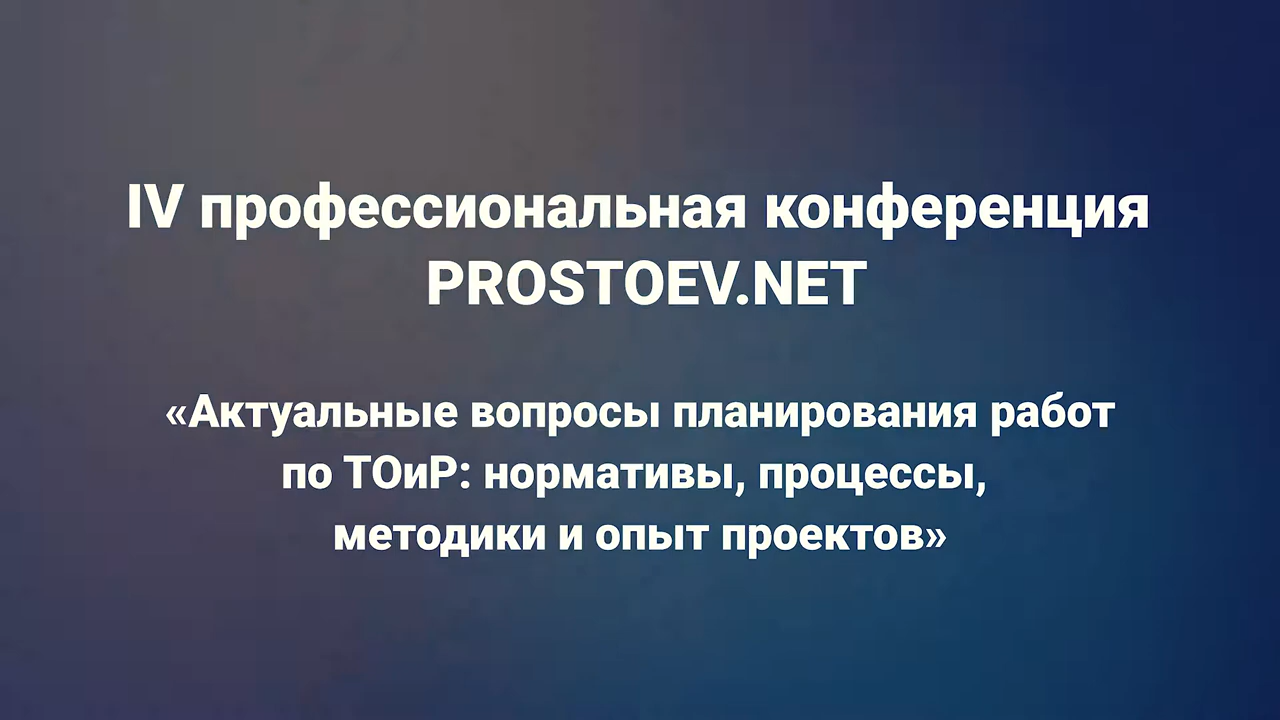 IV профессиональная конференция
PROSTOEV.NET
«Актуальные вопросы планирования работ
по ТОиР: нормативы, процессы,
методики и опыт проектов»